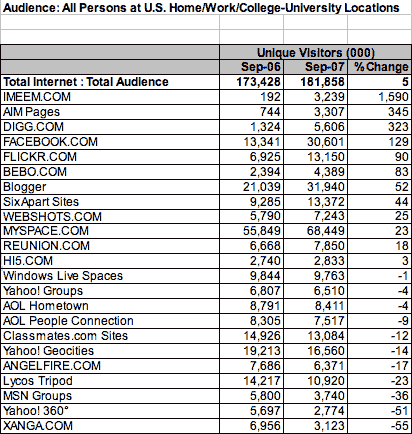 Audience: All Persons at U.S. Home/Work/College-University Locations
Unique Visitors (000)
Sep-06 Sep-07 %Change
Total Internet : Total Audience 173,428 181,858 5
IMEEM.COM 192 3,239 1,590
AIM Pages 744 3,307 345
DIGG.COM 1,324 5,606 323
FACEBOOK.COM 13,341 30,601 129
FLICKR.COM 6,925 13,150 90
BEBO.COM 2,394 4,389 83
Blogger 21,039 31,940 52
SixApart Sites 9,285 13,372 44
WEBSHOTS.COM 5,790 7,243 25
MYSPACE.COM 55,849 68,449 23
REUNION.COM 6,668 7,850 18
HI5.COM 2,740 2,833 3
Windows Live Spaces 9,844 9,763 -1
Yahoo! Groups 6,807 6,510 -4
AOL Hometown 8,791 8,411 -4
AOL People Connection 8,305 7,517 -9
Classmates.com Sites 14,926 13,084 -12
Yahoo! Geocities 19,213 16,560 -14
ANGELFIRE.COM 7,686 6,371 -17
Lycos Tripod 14,217 10,920 -23
MSN Groups 5,800 3,740 -36
Yahoo! 360° 5,697 2,774 -51
XANGA.COM 6,956 3,123 -55